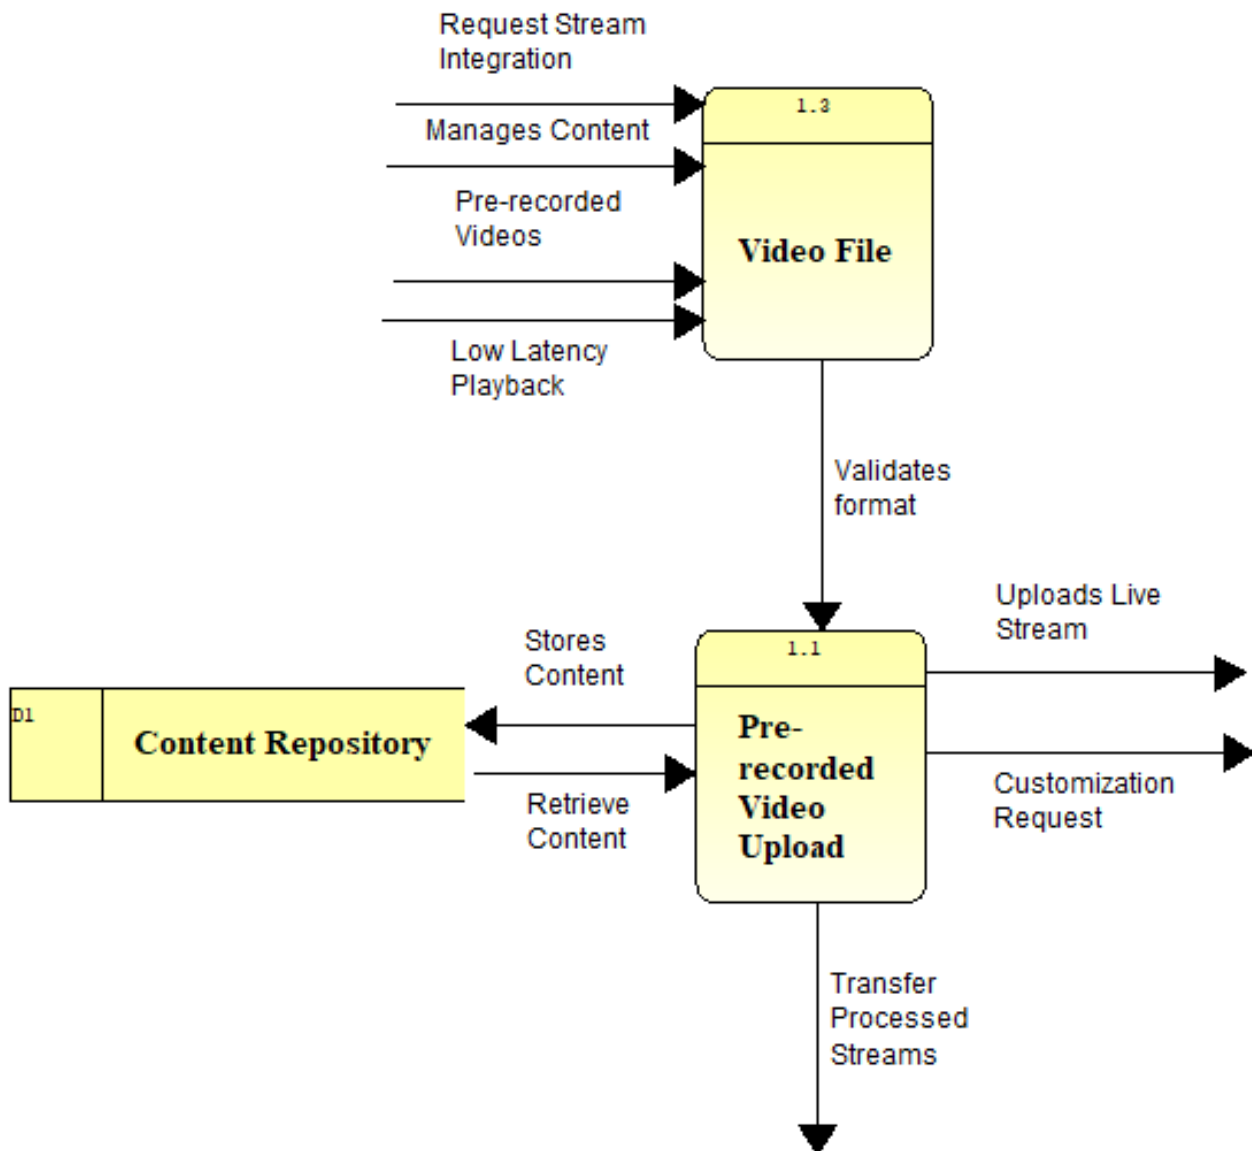 Request Stream
Integration
1.3
Manages Content
Pre-recorded
Videos
Video File
Low Latency
Playback
Validates
format
Uploads Live
Stream
Stores
Content
1.1
D1
Content Repository
Pre-
recorded
Video
Upload
Customization
Request
Retrieve
Content
Transfer
Processed
Streams